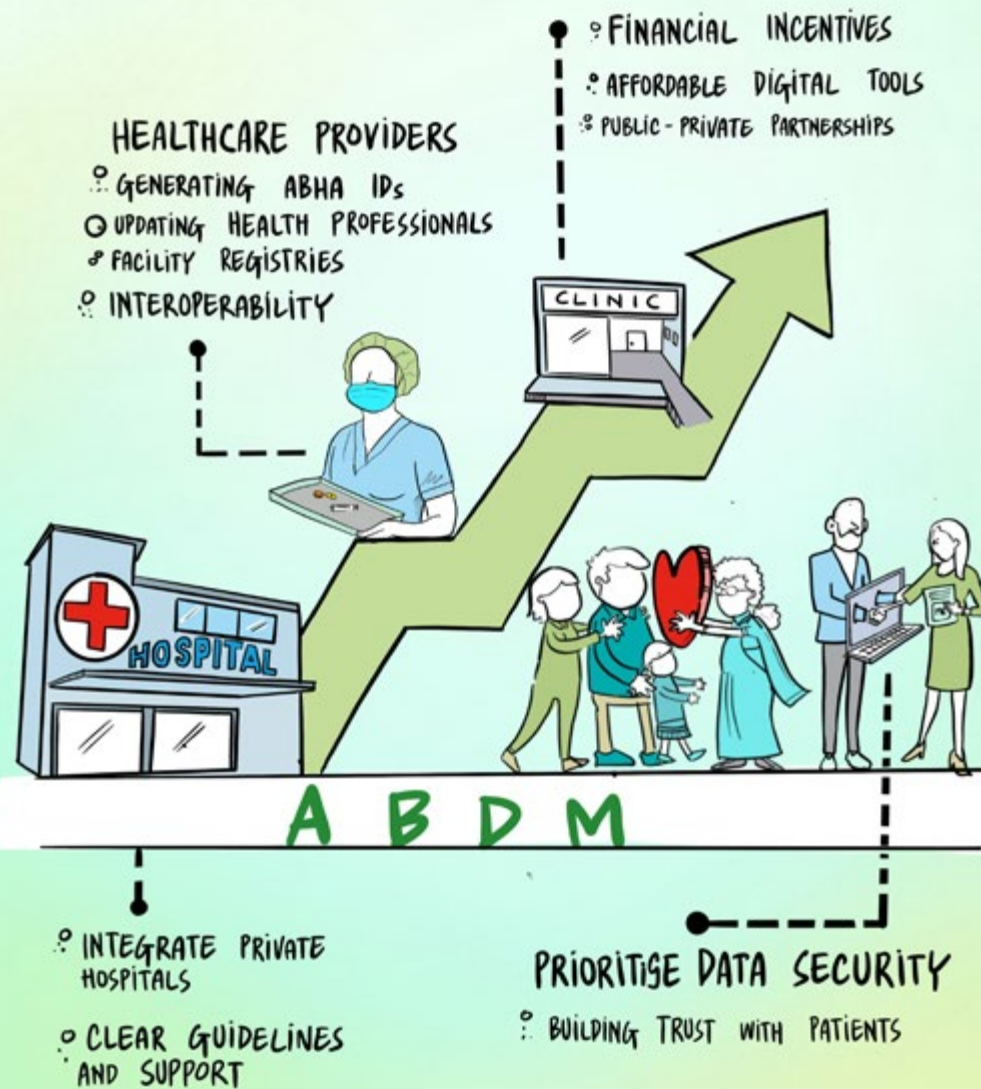 FINANCIAL INCENTIVES
AFFORDABLE DIGITAL TOOLS
PUBLIC-PRIVATE PARTNERSHIPS
HEALTHCARE PROVIDERS
GENERATING ABHA IDs
UPDATING HEALTH PROFESSIONALS
FACILITY REGISTRIES
INTEROPERABILITY
CLINIC
HOSPITAL
ABDM
INTEGRATE PRIVATE
HOSPITALS
CLEAR GUIDELINES
AND SUPPORT
PRIORITISE DATA SECURITY
BUILDING TRUST WITH PATIENTS